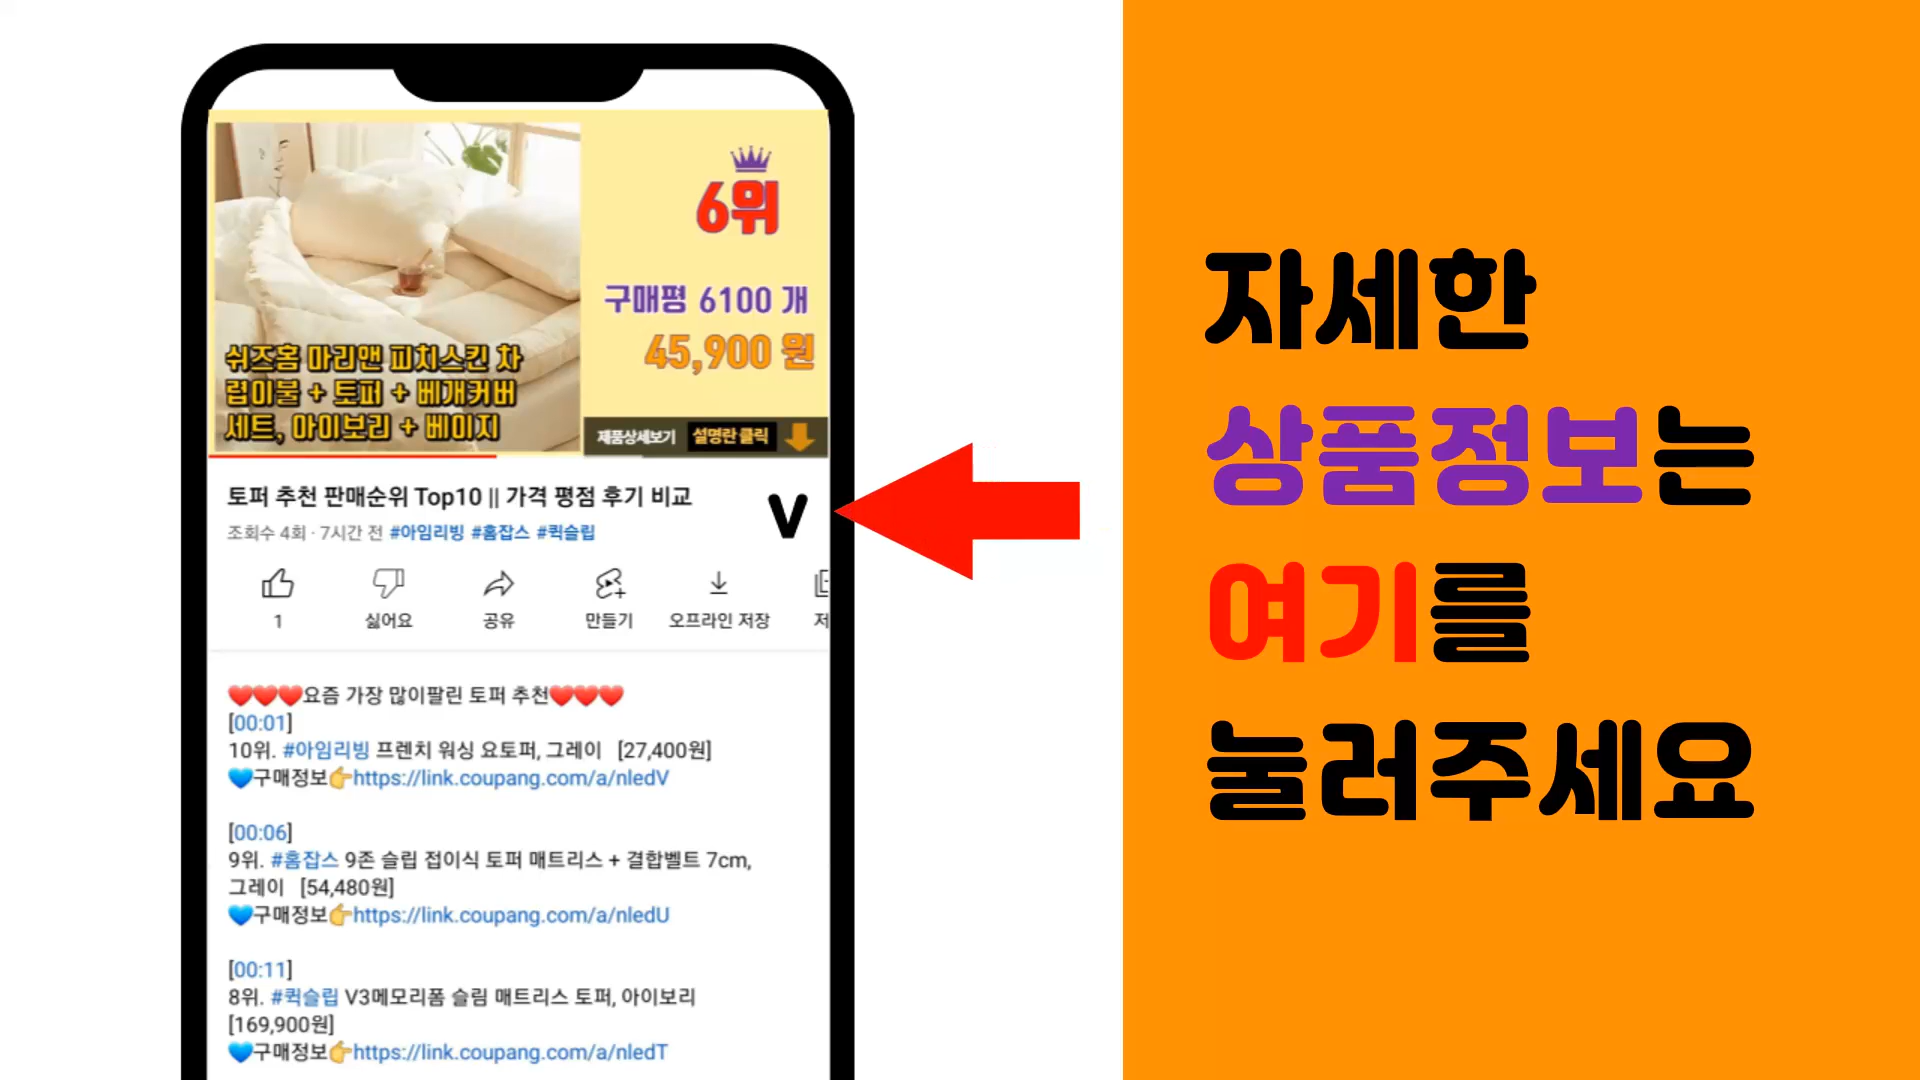 6위
구매평 6100 개
45,900 원
쉬즈홈 마리앤 피치스킨 차
렵이불 + 토퍼 + 베개커버
세트, 아이보리 + 베이지
제품상세보기 설명란 클릭
토퍼 추천 판매순위 Top10 || 가격 평점 후기 비교
V
조회수 4회 · 7시간 전 #아임리빙 #홈잡스 #퀵슬립
1 싫어요 공유 만들기 오프라인 저장 저
❤️❤️❤️요즘 가장 많이팔린 토퍼 추천❤️❤️❤️
[00:01]
10위. #아임리빙 프렌치 워싱 요토퍼, 그레이 [27,400원]
💙구매정보👉https://link.coupang.com/a/nledV
[00:06]
9위. #홈잡스 9존 슬립 접이식 토퍼 매트리스 + 결합벨트 7cm,
그레이 [54,480원]
💙구매정보👉https://link.coupang.com/a/nledU
[00:11]
8위. #퀵슬립 V3메모리폼 슬림 매트리스 토퍼, 아이보리
[169,900원]
💙구매정보👉https://link.coupang.com/a/nledT
자세한
상품정보는
여기를
눌러주세요